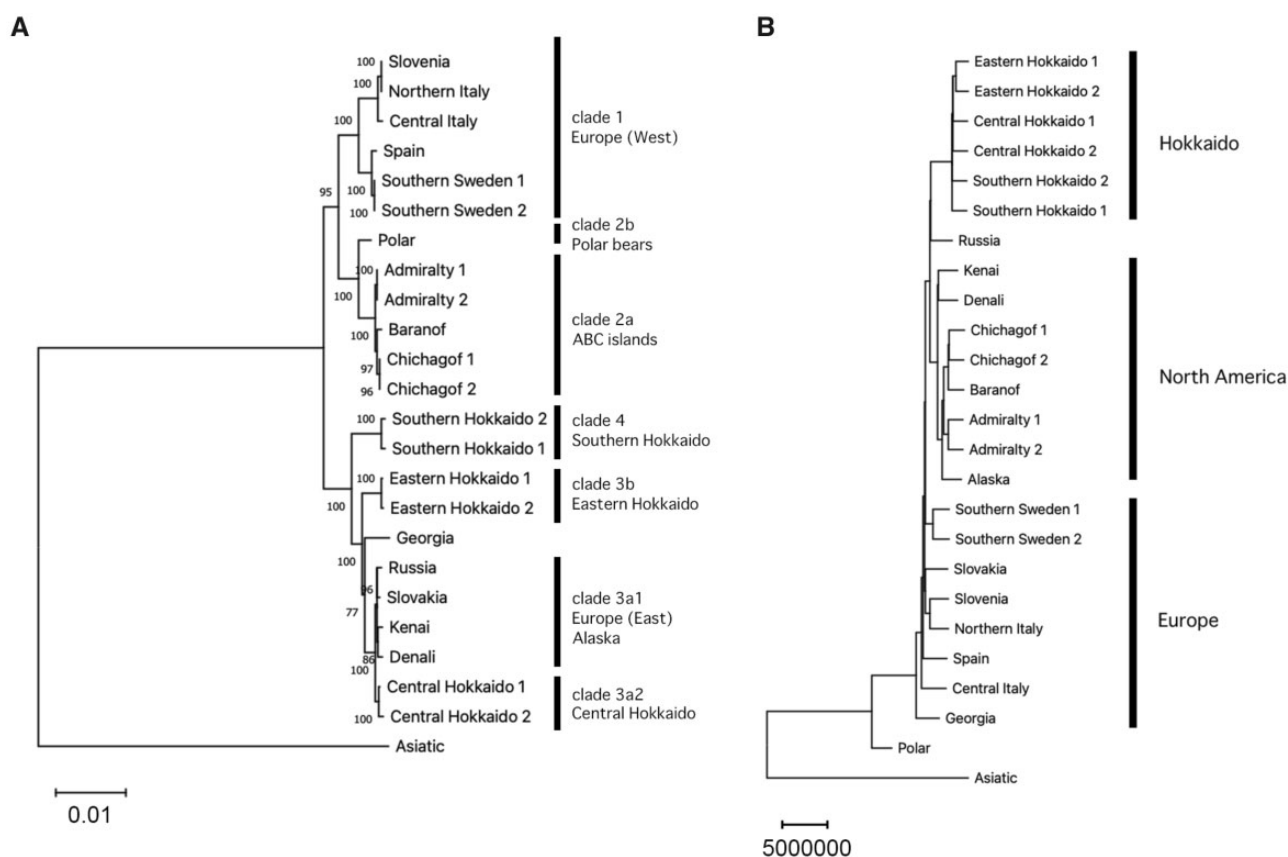 A
100
Slovenia
100
Northern Italy
100
Central Italy
Spain
95
100
Southern Sweden 1
100
Southern Sweden 2
Polar
100
Admiralty 1
100
Admiralty 2
Baranof
100
Chichagof 1
97
96
Chichagof 2
100
Southern Hokkaido 2
Southern Hokkaido 1
100
Eastern Hokkaido 1
100
Eastern Hokkaido 2
Georgia
100
Russia
96
Slovakia
77
Kenai
86
Denali
100
Central Hokkaido 1
100
Central Hokkaido 2
Asiatic
0.01
clade 1
Europe (West)
clade 2b
Polar bears
clade 2a
ABC islands
clade 4
Southern Hokkaido
clade 3b
Eastern Hokkaido
clade 3a1
Europe (East)
Alaska
clade 3a2
Central Hokkaido
B
Eastern Hokkaido 1
Eastern Hokkaido 2
Central Hokkaido 1
Central Hokkaido 2
Southern Hokkaido 2
Southern Hokkaido 1
Russia
Kenai
Denali
Chichagof 1
Chichagof 2
Baranof
Admiralty 1
Admiralty 2
Alaska
Southern Sweden 1
Southern Sweden 2
Slovakia
Slovenia
Northern Italy
Spain
Central Italy
Georgia
Polar
Asiatic
Hokkaido
North America
Europe
5000000